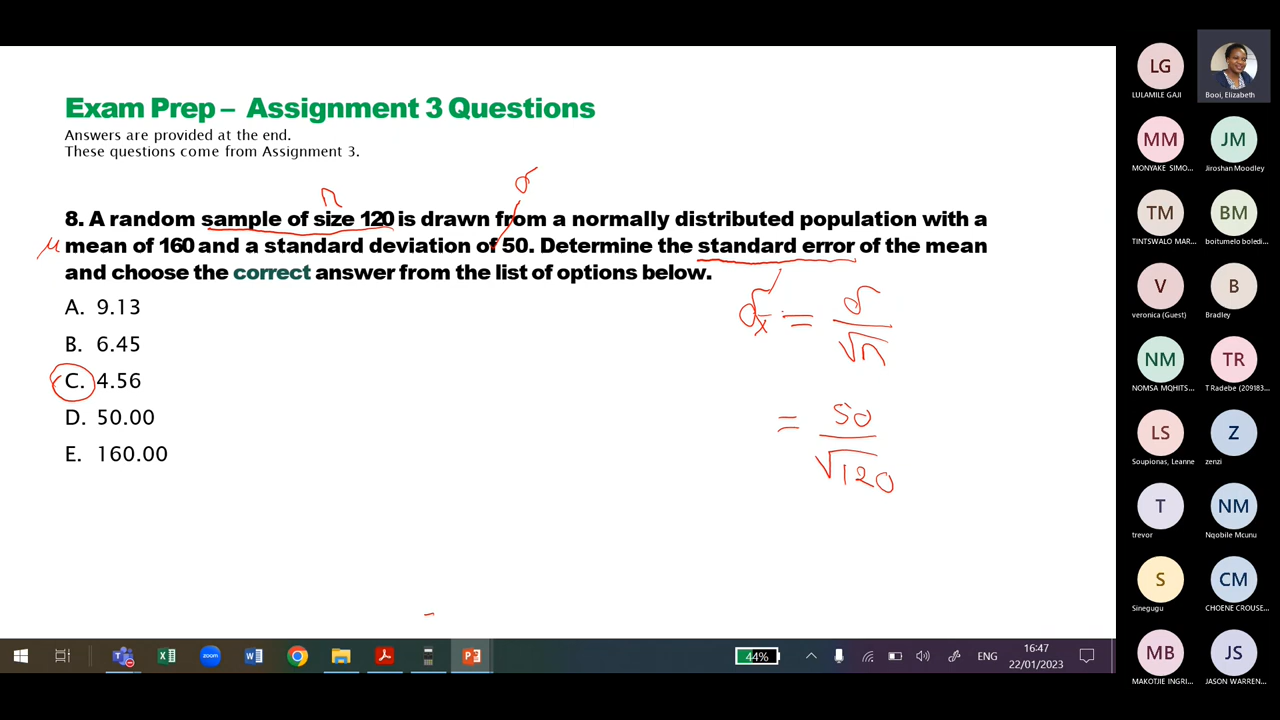 Exam Prep – Assignment 3 Questions
Answers are provided at the end.
These questions come from Assignment 3.
n
σ
8. A random sample of size 120 is drawn from a normally distributed population with a
μ mean of 160 and a standard deviation of 50. Determine the standard error of the mean
and choose the correct answer from the list of options below.
A. 9.13
B. 6.45
C. 4.56
D. 50.00
E. 160.00
σx̄ = σ/√n
= 50/√120
LG
LULAMILE GAJI
Booi, Elizabeth
MM
MONYAKE SIMO...
JM
Jiroshan Moodley
TM
TINTSWALO MAR...
BM
boitumelo boledi...
V
veronica (Guest)
B
Bradley
NM
NOMSA MQHITS...
TR
T Radebe (209183...
LS
Soupionas, Leanne
Z
zenzi
T
trevor
NM
Nqobile Mcunu
S
Sinegugu
CM
CHOENE CROUSE...
MB
MAKOTJIE INGRI...
JS
JASON WARREN...
zoom
44%
ENG
16:47
22/01/2023